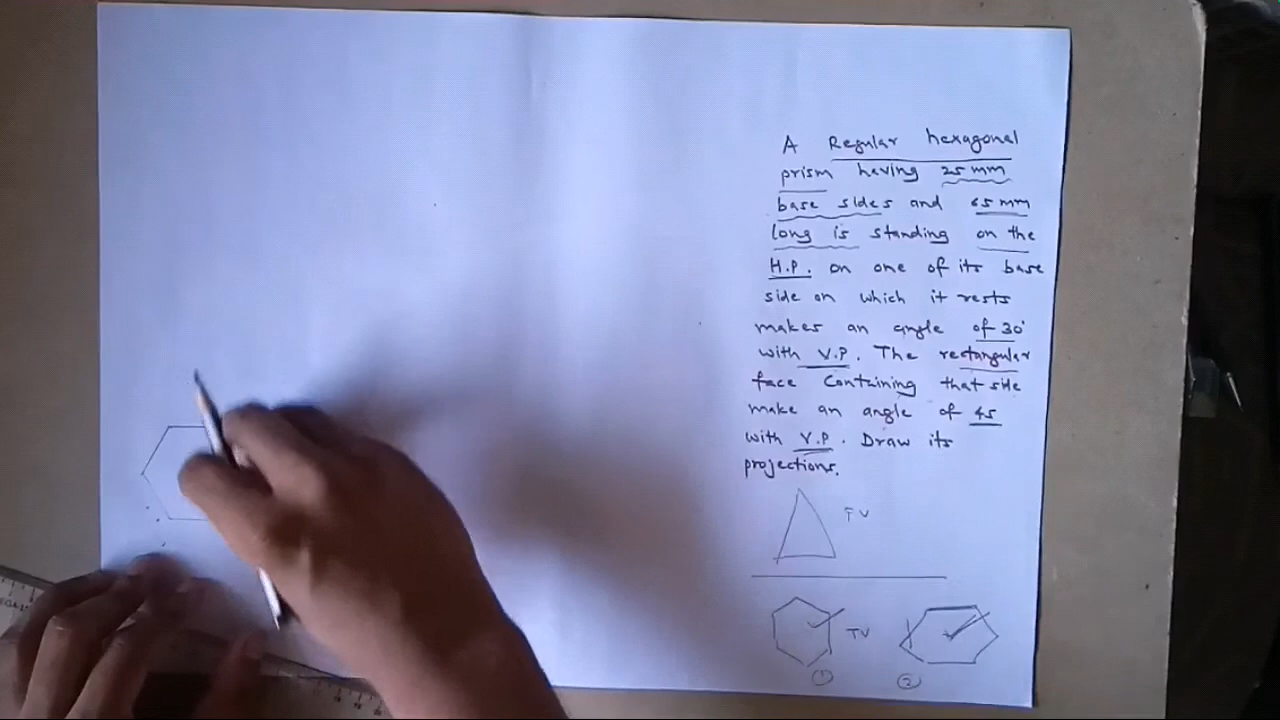 A Regular hexagonal
prism having 25 mm
base sides and 65 mm
long is standing on the
H.P. on one of its base
side on which it rests
makes an angle of 30°
with V.P. The rectangular
face containing that side
make an angle of 45
with V.P. Draw its
projections.
TV
TV
1
2